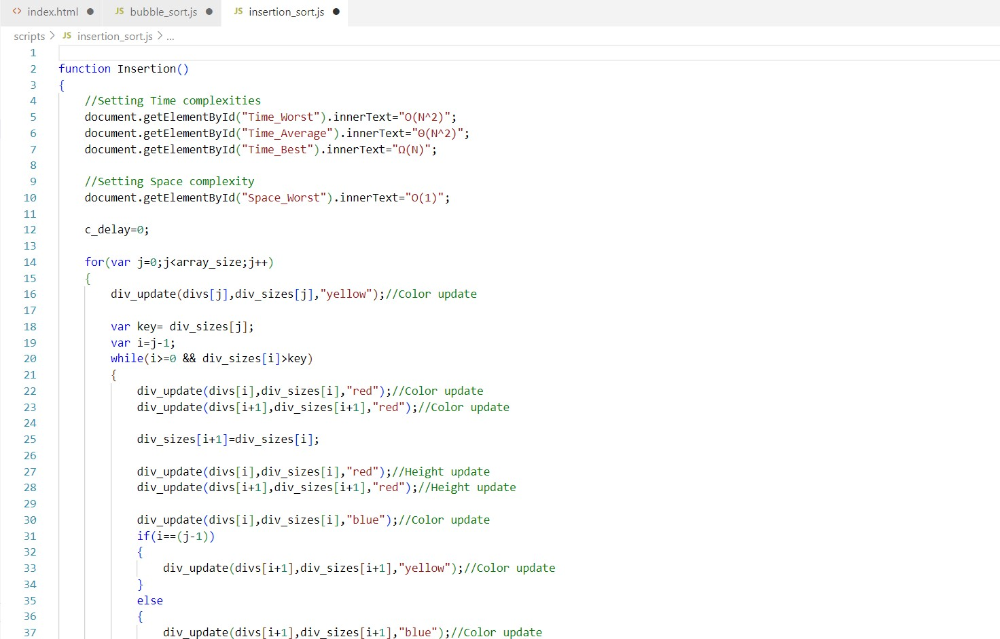 <> index.html ● JS bubble_sort.js ● JS insertion_sort.js ●
scripts > JS insertion_sort.js > ...
1
2 function Insertion()
3 {
4     //Setting Time complexities
5     document.getElementById("Time_Worst").innerText="O(N^2)";
6     document.getElementById("Time_Average").innerText="Θ(N^2)";
7     document.getElementById("Time_Best").innerText="Ω(N)";
8
9     //Setting Space complexity
10     document.getElementById("Space_Worst").innerText="O(1)";
11
12     c_delay=0;
13
14     for(var j=0;j<array_size;j++)
15     {
16         div_update(divs[j],div_sizes[j],"yellow");//Color update
17
18         var key= div_sizes[j];
19         var i=j-1;
20         while(i>=0 && div_sizes[i]>key)
21         {
22             div_update(divs[i],div_sizes[i],"red");//Color update
23             div_update(divs[i+1],div_sizes[i+1],"red");//Color update
24
25             div_sizes[i+1]=div_sizes[i];
26
27             div_update(divs[i],div_sizes[i],"red");//Height update
28             div_update(divs[i+1],div_sizes[i+1],"red");//Height update
29
30             div_update(divs[i],div_sizes[i],"blue");//Color update
31             if(i==(j-1))
32             {
33                 div_update(divs[i+1],div_sizes[i+1],"yellow");//Color update
34             }
35             else
36             {
37                 div_update(divs[i+1],div_sizes[i+1],"blue");//Color update